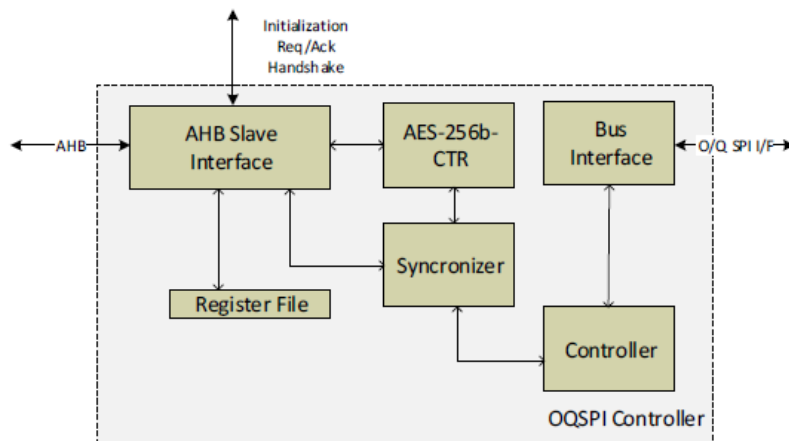 Initialization
Req/Ack
Handshake
AHB
AHB Slave
Interface
AES-256b-
CTR
Bus
Interface
O/Q SPI I/F
Syncronizer
Register File
Controller
OQSPI Controller